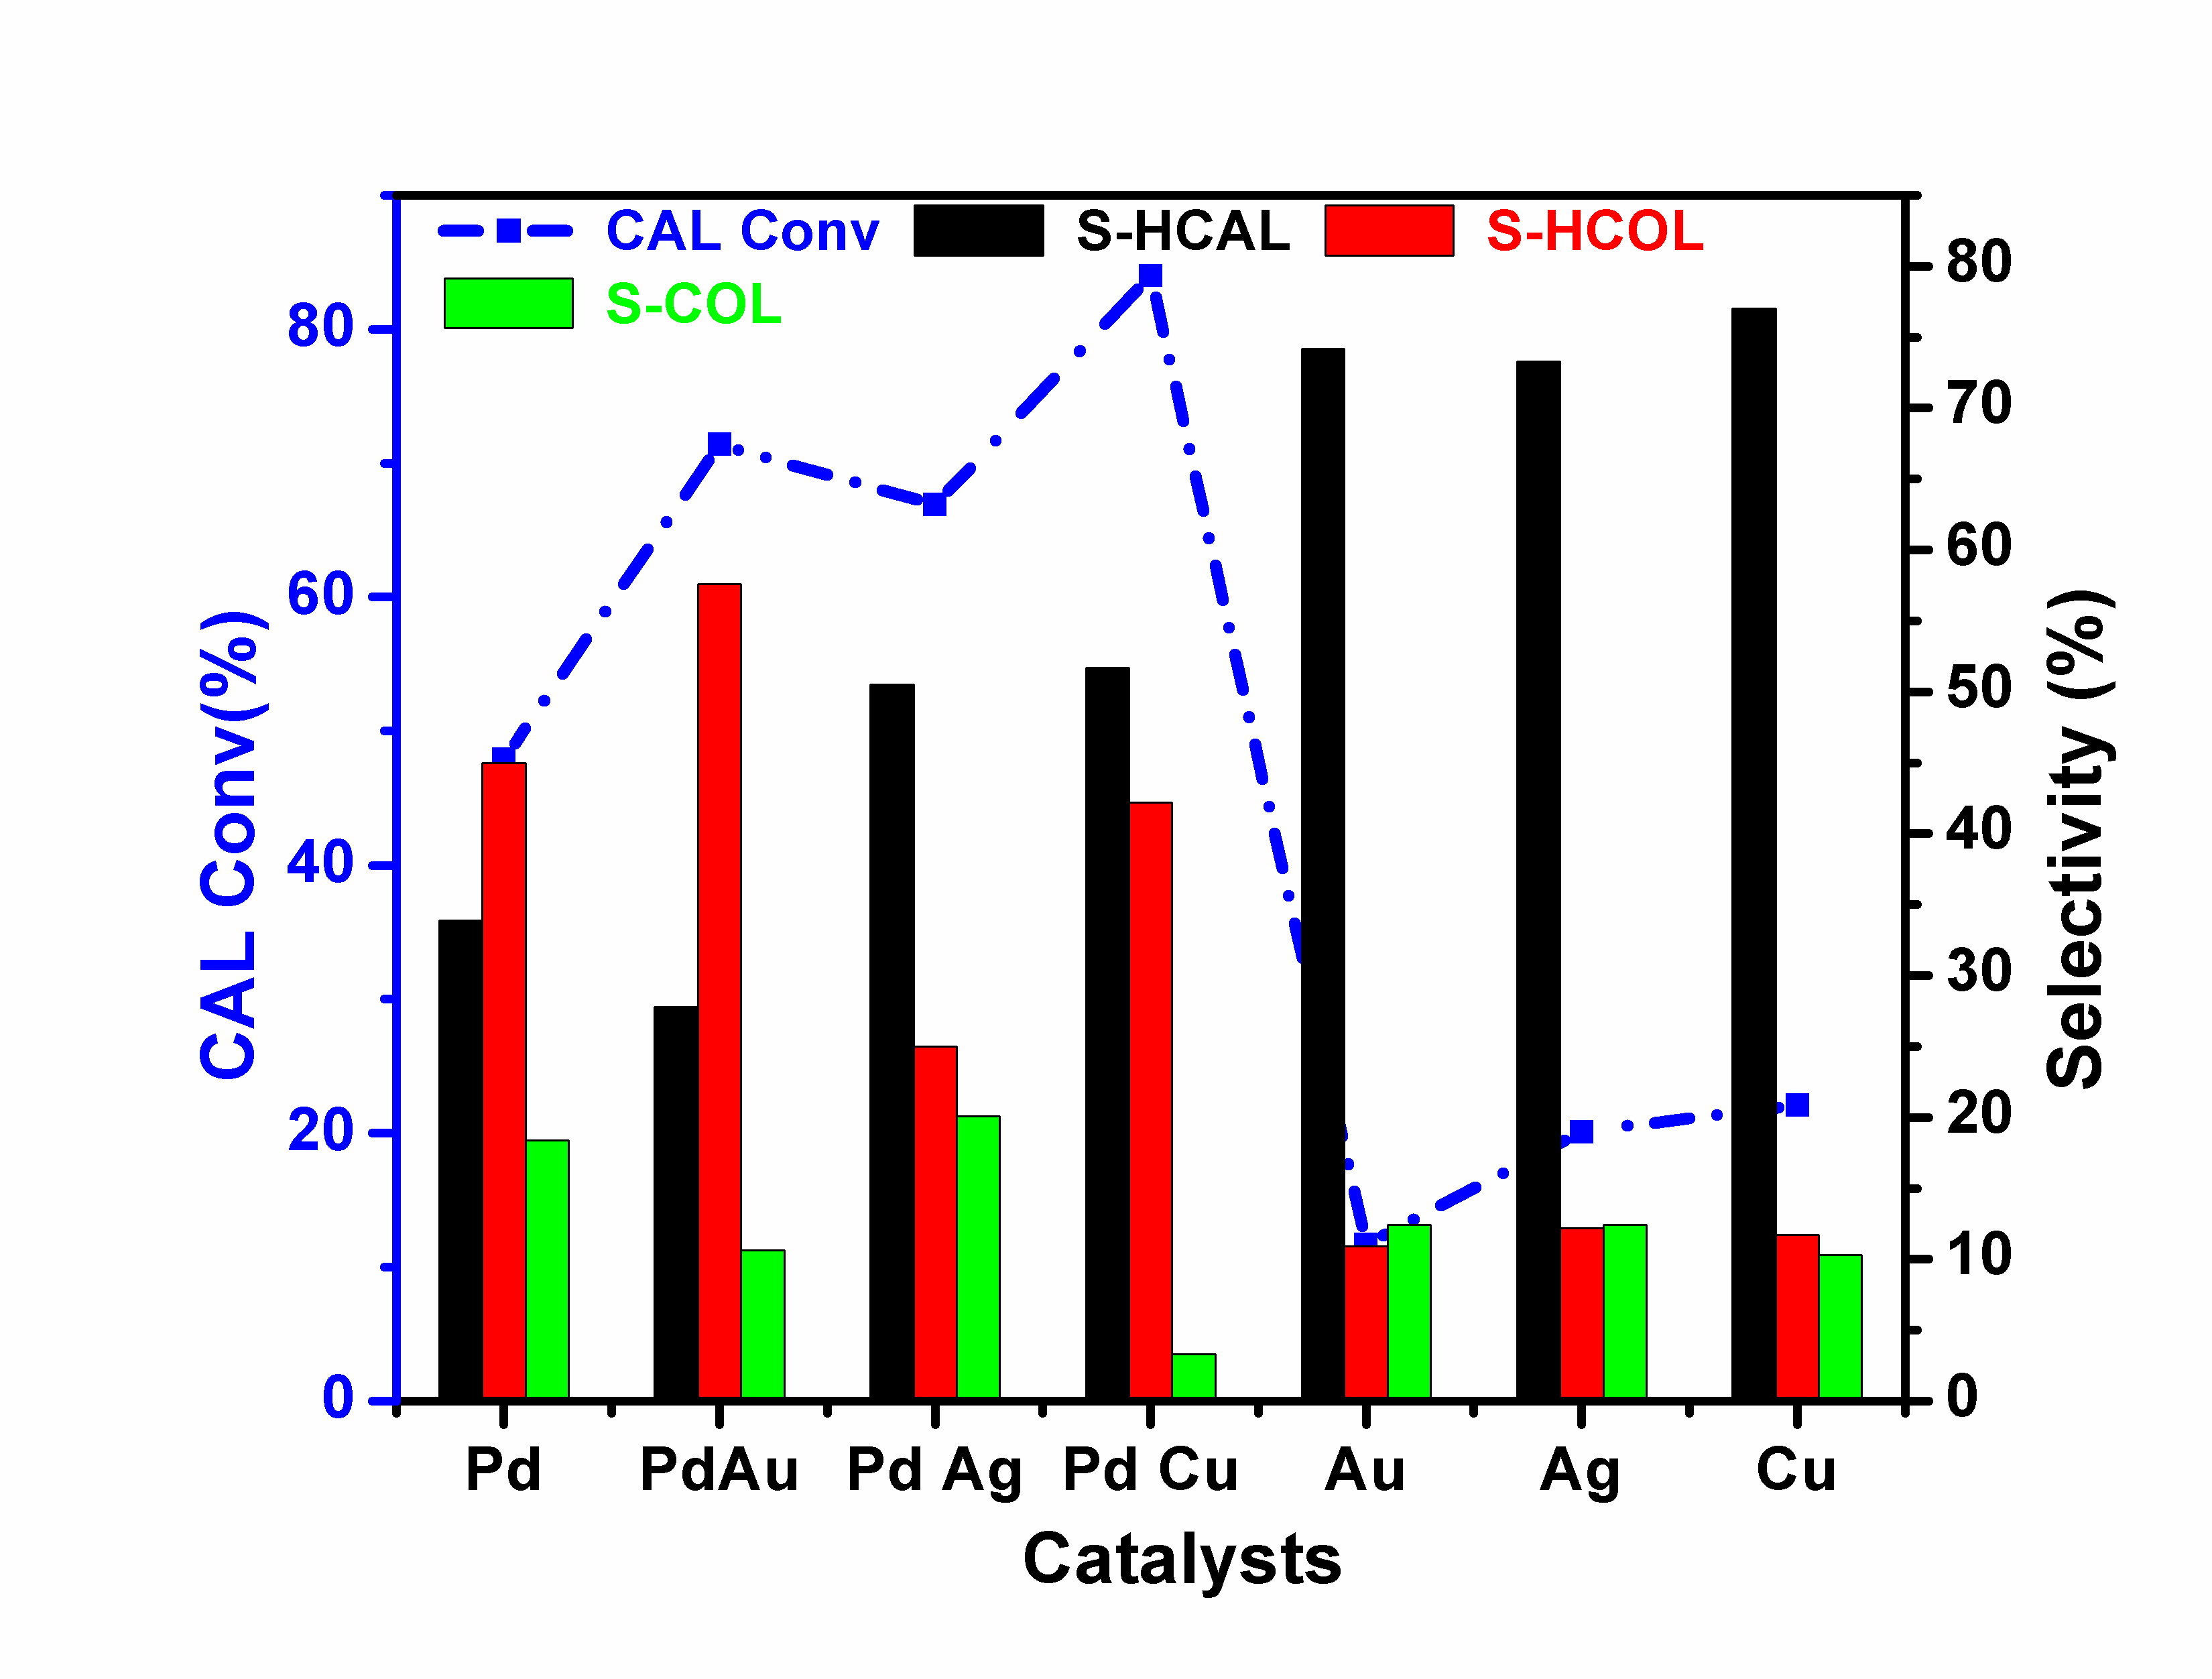 CAL Conv S-HCAL S-HCOL
S-COL
CAL Conv(%)
80
60
40
20
0
80
70
60
50
40
30
20
10
0
Selectivity (%)
Pd PdAu Pd Ag Pd Cu Au Ag Cu
Catalysts